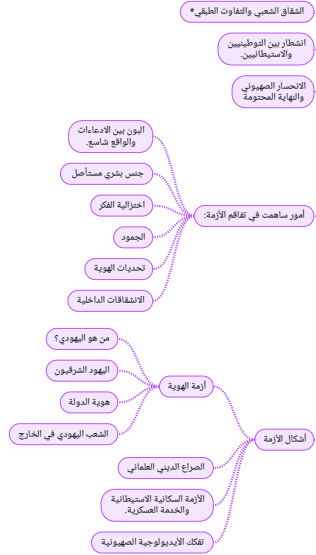 الشقاق الشعبي والتفاوت الطبقي*
انشطار بين التوطينيين
والاستيطانيين.
الانحسار الصهيوني
والنهاية المحتومة
أمور ساهمت في تفاقم الأزمة:
البون بين الادعاءات
والواقع شاسع.
جنس بشري مستأصل
اختزالية الفكر
الجمود
تحديات الهوية
الانشقاقات الداخلية
أشكال الأزمة
أزمة الهوية
من هو اليهودي؟
اليهود الشرقيون
هوية الدولة
الشعب اليهودي في الخارج
الصراع الديني العلماني
الأزمة السكانية الاستيطانية
والخدمة العسكرية.
تفكك الأيديولوجية الصهيونية